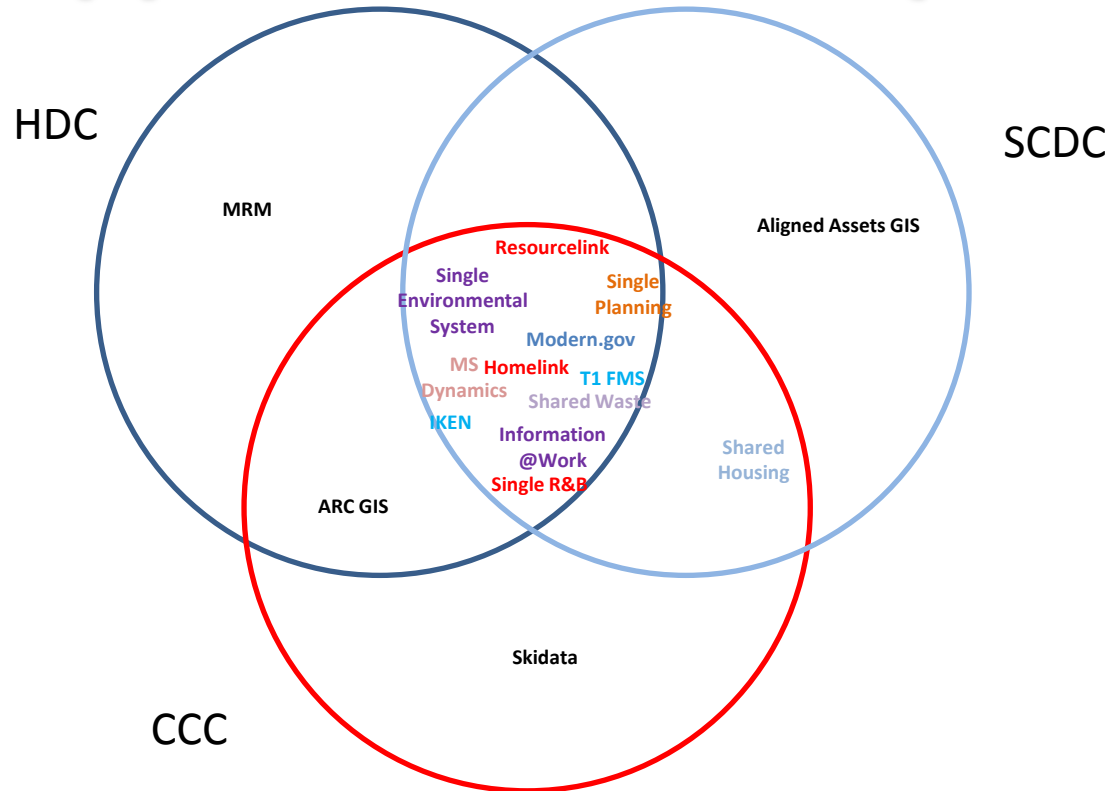 HDC
SCDC
MRM
Aligned Assets GIS
Resourcelink
Single
Environmental
System
Single
Planning
Modern.gov
MS
Dynamics
Homelink
T1 FMS
Shared Waste
IKEN
Information
@Work
Single R&B
Shared
Housing
ARC GIS
Skidata
CCC